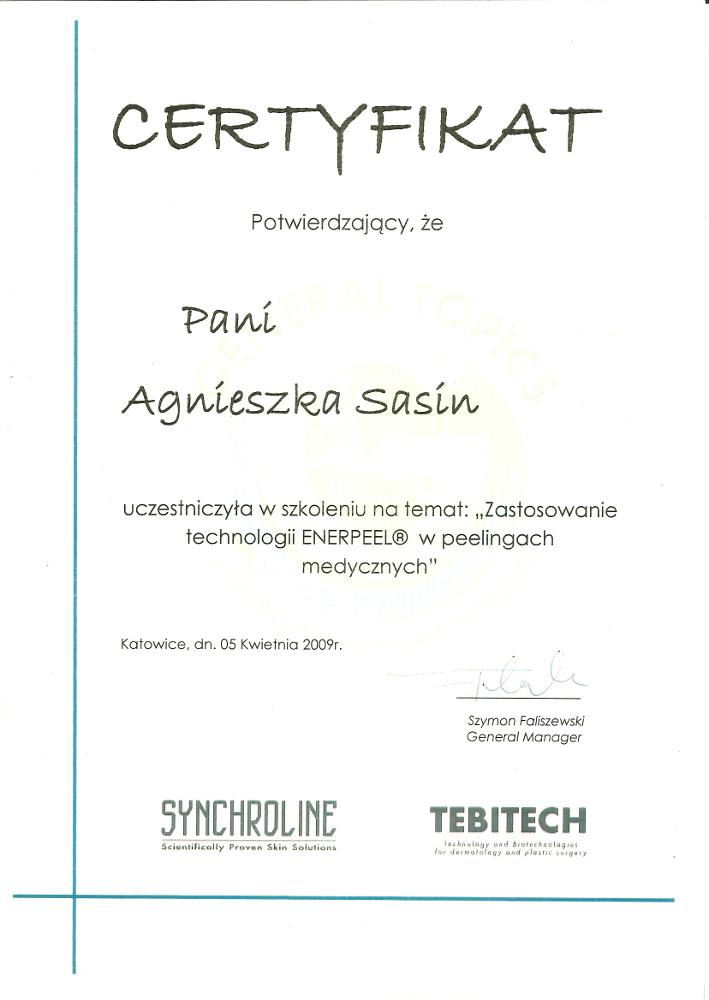 CERTYFIKAT
Potwierdzający, że
GENERAL TOPICS
Pani
Agnieszka Sasin
uczestniczyła w szkoleniu na temat: „Zastosowanie
technologii ENERPEEL® w peelingach
medycznych”
Katowice, dn. 05 Kwietnia 2009r.
Szymon Faliszewski
General Manager
SYNCHROLINE
Scientifically Proven Skin Solutions
TEBITECH
Technology and Biotechnologies
for dermatology and plastic surgery